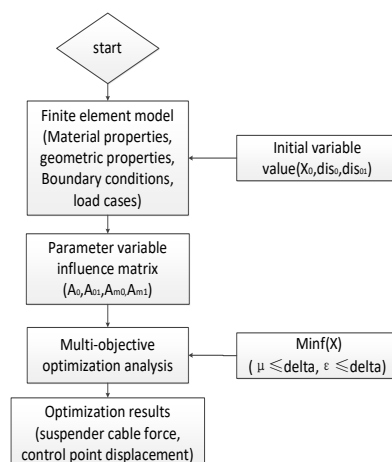 start
Finite element model
(Material properties,
geometric properties,
Boundary conditions,
load cases)
Initial variable
value(X₀,dis₀,dis₀₁)
Parameter variable
influence matrix
(A₀,A₀₁,Aₘ₀,Aₘ₁)
Multi-objective
optimization analysis
Minf(X)
( μ ≤delta, ε ≤delta)
Optimization results
(suspender cable force,
control point displacement)